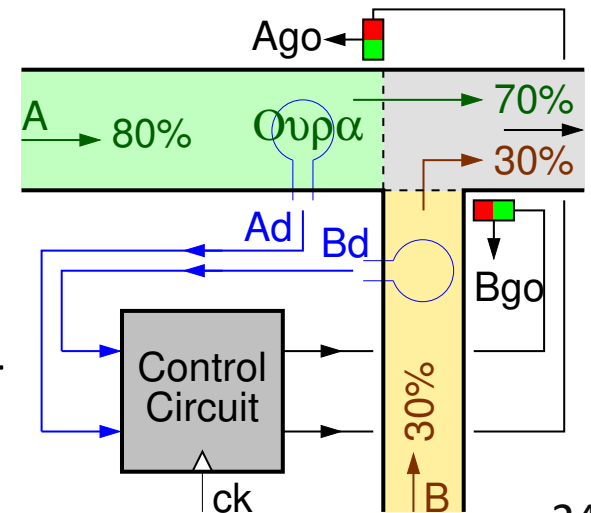 Ago
A
80%
Ουρα
70%
30%
Ad
Bd
Bgo
Control
Circuit
30%
B
ck